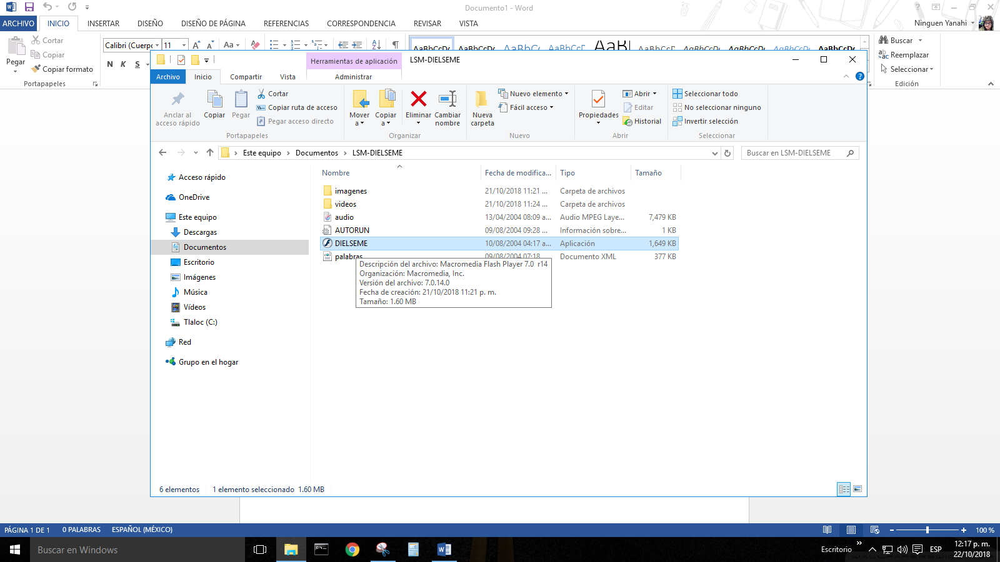 Documento1 - Word
ARCHIVO INICIO INSERTAR DISEÑO DISEÑO DE PÁGINA REFERENCIAS CORRESPONDENCIA REVISAR VISTA Ninguen Yanahi
Pegar
Cortar
Copiar
Copiar formato
Portapapeles
Calibri (Cuerpo 11
Aa
N K S
AaBbCcDc AaBbCcDc AaBbC AaBbCcD AaBl AaBbCcD AaBbCcDc AaBbCcDc AaBbCcDc AaBbCcDc
Buscar
Reemplazar
Seleccionar
Edición
Herramientas de aplicación LSM-DIELSEME
Archivo Inicio Compartir Vista Administrar
Anclar al acceso rápido
Copiar
Pegar
Cortar
Copiar ruta de acceso
Pegar acceso directo
Portapapeles
Mover a
Copiar a
Eliminar
Cambiar nombre
Organizar
Nueva carpeta
Nuevo elemento
Fácil acceso
Nuevo
Propiedades
Abrir
Editar
Historial
Abrir
Seleccionar todo
No seleccionar ninguno
Invertir selección
Seleccionar
Este equipo Documentos LSM-DIELSEME Buscar en LSM-DIELSEME
Acceso rápido
OneDrive
Este equipo
Descargas
Documentos
Escritorio
Imágenes
Música
Vídeos
Tlaloc (C:)
Red
Grupo en el hogar
Nombre Fecha de modifica... Tipo Tamaño
imagenes 21/10/2018 11:21 ... Carpeta de archivos
videos 21/10/2018 11:24 ... Carpeta de archivos
audio 13/04/2004 08:09 a... Audio MPEG Laye... 7,479 KB
AUTORUN 09/08/2004 09:28 ... Información sobre... 1 KB
DIELSEME 10/08/2004 04:17 a... Aplicación 1,649 KB
palabras 09/08/2004 07:18 Documento XML 377 KB
Descripción del archivo: Macromedia Flash Player 7.0 r14
Organización: Macromedia, Inc.
Versión del archivo: 7.0.14.0
Fecha de creación: 21/10/2018 11:21 p. m.
Tamaño: 1.60 MB
6 elementos 1 elemento seleccionado 1.60 MB
PÁGINA 1 DE 1 0 PALABRAS ESPAÑOL (MÉXICO) 100 %
Buscar en Windows
Escritorio
ESP
12:17 p. m.
22/10/2018